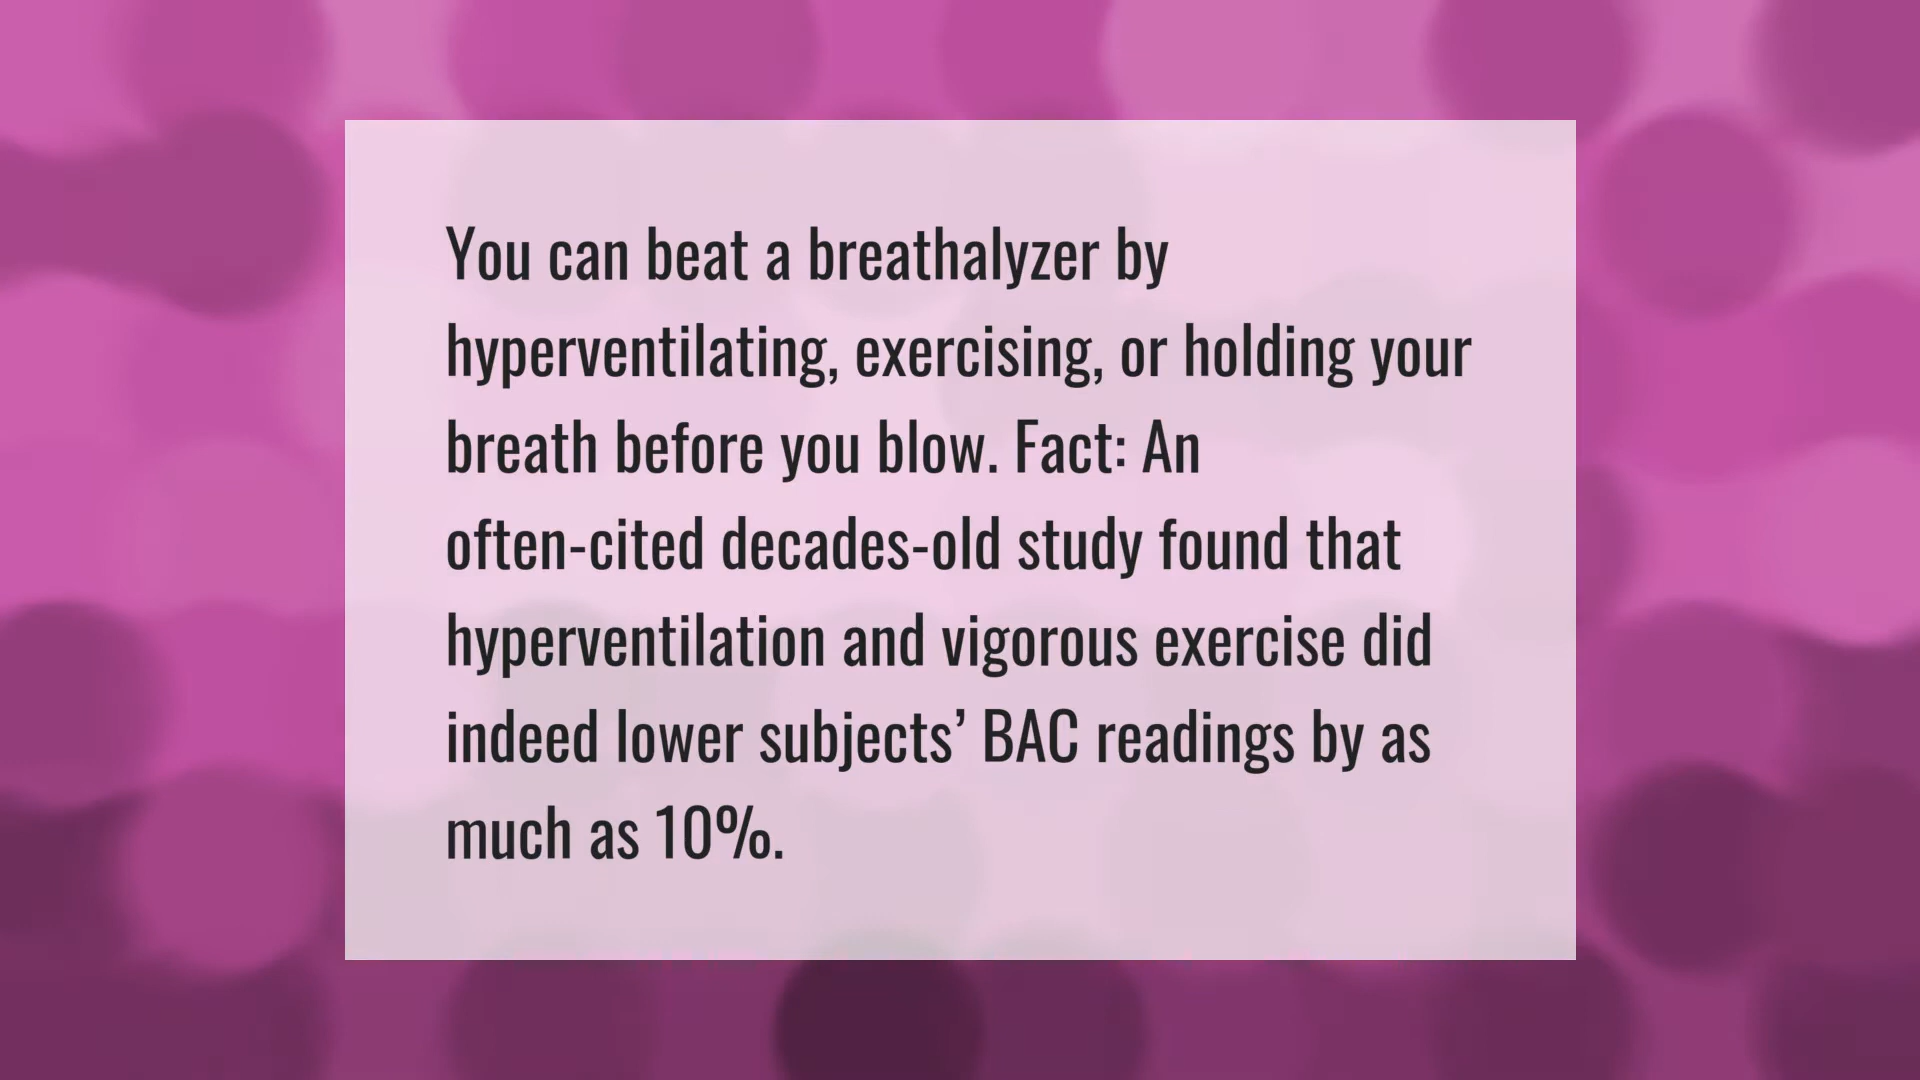 You can beat a breathalyzer by
hyperventilating, exercising, or holding your
breath before you blow. Fact: An
often-cited decades-old study found that
hyperventilation and vigorous exercise did
indeed lower subjects’ BAC readings by as
much as 10%.